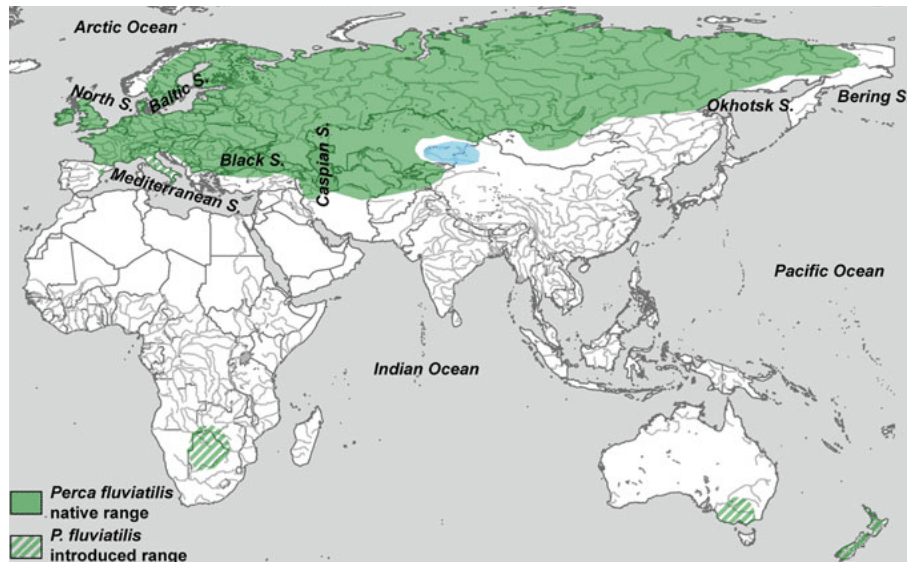 Arctic Ocean
North S.
Baltic S.
Okhotsk S.
Bering S.
Black S.
Caspian S.
Mediterranean S.
Pacific Ocean
Indian Ocean
Perca fluviatilis
native range
P. fluviatilis
introduced range